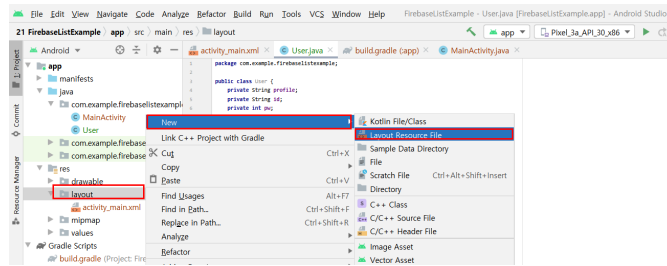 File Edit View Navigate Code Analyze Refactor Build Run Tools VCS Window Help FirebaseListExample - User.java [FirebaseListExample.app] - Android Studio
21 FirebaseListExample app src main res layout app Pixel_3a_API_30_x86
Android activity_main.xml User.java build.gradle (:app) MainActivity.java
1: Project
app
manifests
java
com.example.firebaselistexampl
MainActivity
User
com.example.firebase
com.example.firebase
res
drawable
layout
activity_main.xml
mipmap
values
Gradle Scripts
build.gradle (Project: Fire
Commit
Resource Manager
1 package com.example.firebaselistexample;
2
3 public class User {
4 private String profile;
5 private String id;
6 private int pw;
New
Link C++ Project with Gradle
Cut Ctrl+X
Copy
Paste Ctrl+V
Find Usages Alt+F7
Find in Path... Ctrl+Shift+F
Replace in Path... Ctrl+Shift+R
Analyze
Refactor
Kotlin File/Class
Layout Resource File
Sample Data Directory
File
Scratch File Ctrl+Alt+Shift+Insert
Directory
C++ Class
C/C++ Source File
C/C++ Header File
Image Asset
Vector Asset